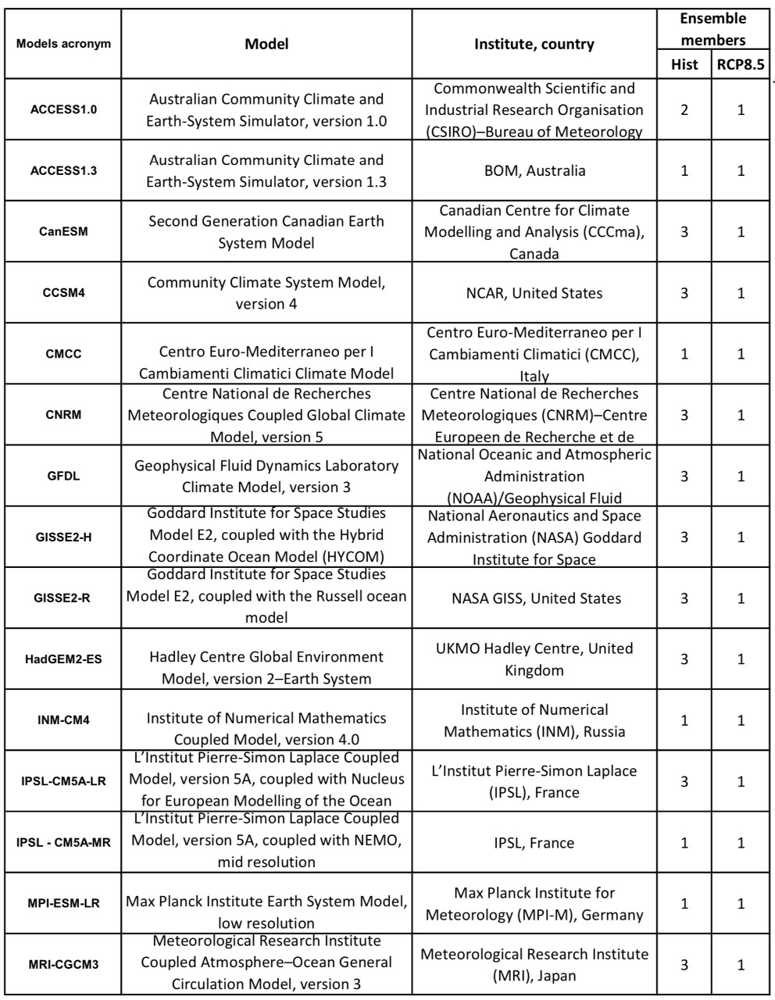 Models acronym
Model
Institute, country
Ensemble
members
Hist
RCP8.5
ACCESS1.0
Australian Community Climate and
Earth-System Simulator, version 1.0
Commonwealth Scientific and
Industrial Research Organisation
(CSIRO)–Bureau of Meteorology
2
1
ACCESS1.3
Australian Community Climate and
Earth-System Simulator, version 1.3
BOM, Australia
1
1
CanESM
Second Generation Canadian Earth
System Model
Canadian Centre for Climate
Modelling and Analysis (CCCma),
Canada
3
1
CCSM4
Community Climate System Model,
version 4
NCAR, United States
3
1
CMCC
Centro Euro-Mediterraneo per I
Cambiamenti Climatici Climate Model
Centro Euro-Mediterraneo per I
Cambiamenti Climatici (CMCC),
Italy
1
1
CNRM
Centre National de Recherches
Meteorologiques Coupled Global Climate
Model, version 5
Centre National de Recherches
Meteorologiques (CNRM)–Centre
Europeen de Recherche et de
3
1
GFDL
Geophysical Fluid Dynamics Laboratory
Climate Model, version 3
National Oceanic and Atmospheric
Administration
(NOAA)/Geophysical Fluid
3
1
GISSE2-H
Goddard Institute for Space Studies
Model E2, coupled with the Hybrid
Coordinate Ocean Model (HYCOM)
National Aeronautics and Space
Administration (NASA) Goddard
Institute for Space
3
1
GISSE2-R
Goddard Institute for Space Studies
Model E2, coupled with the Russell ocean
model
NASA GISS, United States
3
1
HadGEM2-ES
Hadley Centre Global Environment
Model, version 2–Earth System
UKMO Hadley Centre, United
Kingdom
3
1
INM-CM4
Institute of Numerical Mathematics
Coupled Model, version 4.0
Institute of Numerical
Mathematics (INM), Russia
1
1
IPSL-CM5A-LR
L’Institut Pierre-Simon Laplace Coupled
Model, version 5A, coupled with Nucleus
for European Modelling of the Ocean
L’Institut Pierre-Simon Laplace
(IPSL), France
3
1
IPSL - CM5A-MR
L’Institut Pierre-Simon Laplace Coupled
Model, version 5A, coupled with NEMO,
mid resolution
IPSL, France
1
1
MPI-ESM-LR
Max Planck Institute Earth System Model,
low resolution
Max Planck Institute for
Meteorology (MPI-M), Germany
1
1
MRI-CGCM3
Meteorological Research Institute
Coupled Atmosphere–Ocean General
Circulation Model, version 3
Meteorological Research Institute
(MRI), Japan
3
1